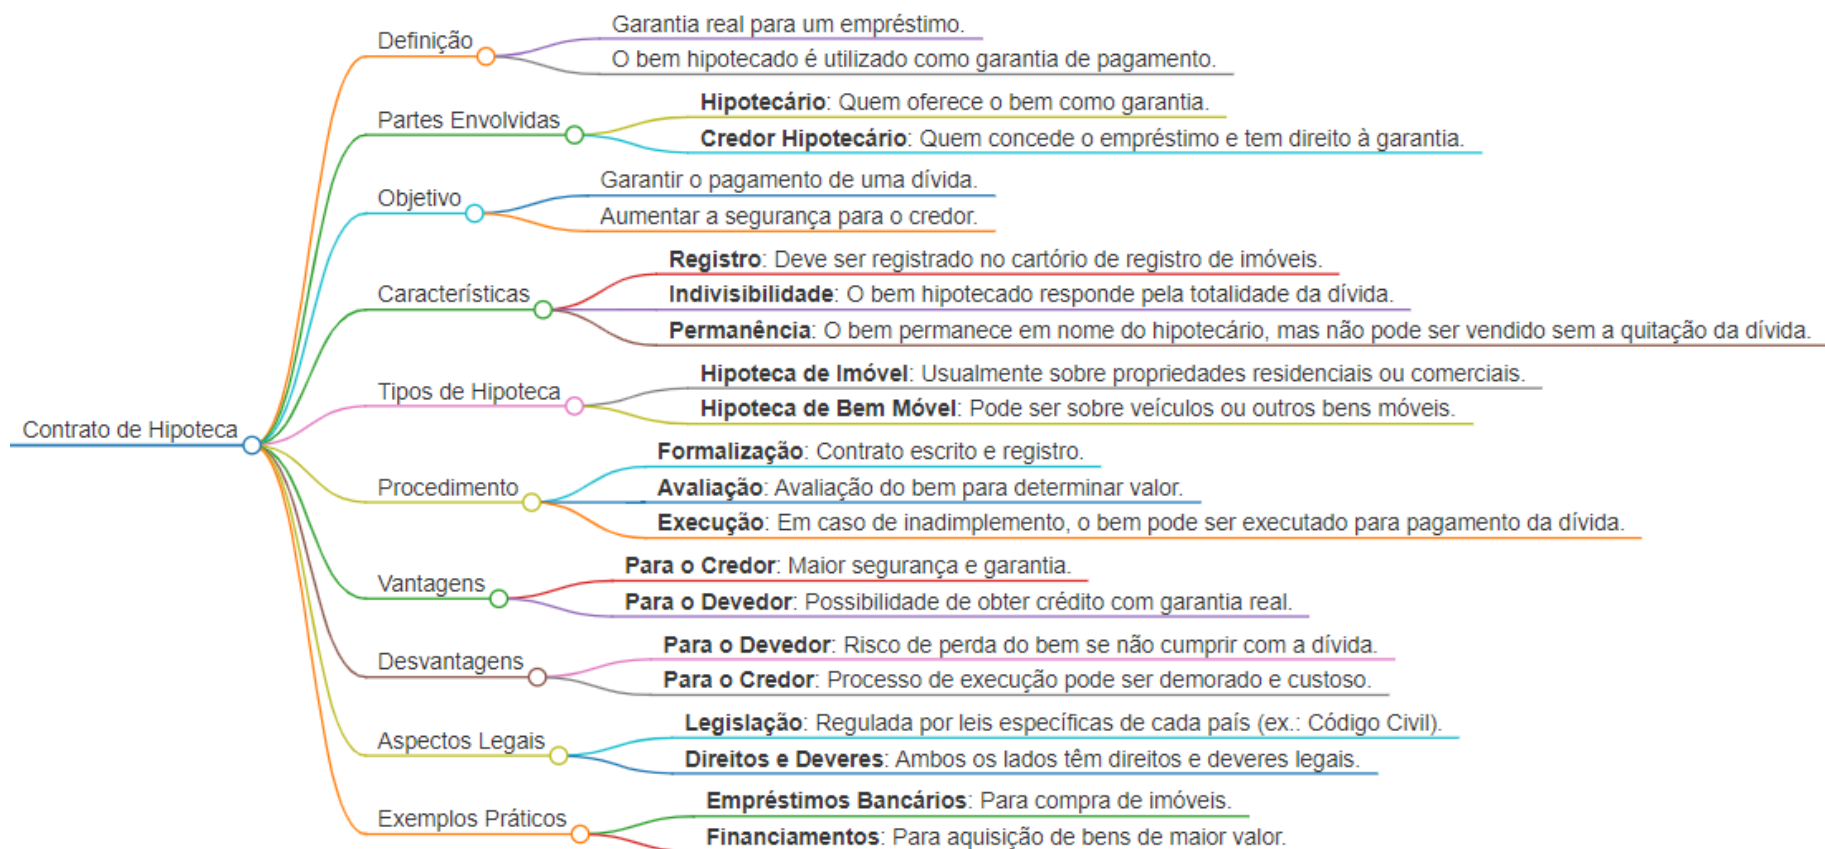 Contrato de Hipoteca
Definição
Garantia real para um empréstimo.
O bem hipotecado é utilizado como garantia de pagamento.
Partes Envolvidas
Hipotecário: Quem oferece o bem como garantia.
Credor Hipotecário: Quem concede o empréstimo e tem direito à garantia.
Objetivo
Garantir o pagamento de uma dívida.
Aumentar a segurança para o credor.
Características
Registro: Deve ser registrado no cartório de registro de imóveis.
Indivisibilidade: O bem hipotecado responde pela totalidade da dívida.
Permanência: O bem permanece em nome do hipotecário, mas não pode ser vendido sem a quitação da dívida.
Tipos de Hipoteca
Hipoteca de Imóvel: Usualmente sobre propriedades residenciais ou comerciais.
Hipoteca de Bem Móvel: Pode ser sobre veículos ou outros bens móveis.
Procedimento
Formalização: Contrato escrito e registro.
Avaliação: Avaliação do bem para determinar valor.
Execução: Em caso de inadimplemento, o bem pode ser executado para pagamento da dívida.
Vantagens
Para o Credor: Maior segurança e garantia.
Para o Devedor: Possibilidade de obter crédito com garantia real.
Desvantagens
Para o Devedor: Risco de perda do bem se não cumprir com a dívida.
Para o Credor: Processo de execução pode ser demorado e custoso.
Aspectos Legais
Legislação: Regulada por leis específicas de cada país (ex.: Código Civil).
Direitos e Deveres: Ambos os lados têm direitos e deveres legais.
Exemplos Práticos
Empréstimos Bancários: Para compra de imóveis.
Financiamentos: Para aquisição de bens de maior valor.